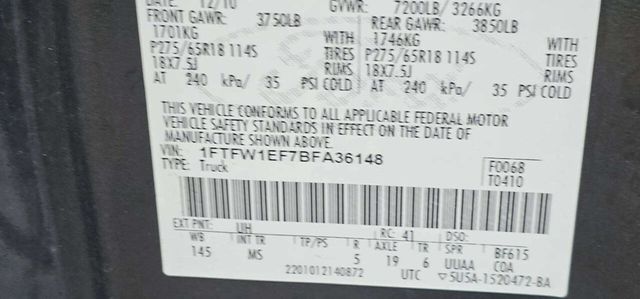 DATE: 12/10 GVWR: 7200LB/ 3266KG
FRONT GAWR: 3750LB REAR GAWR: 3850LB
1701KG WITH 1746KG WITH
P275/65R18 114S TIRES P275/65R18 114S TIRES
18X7.5J RIMS 18X7.5J RIMS
AT 240 kPa/ 35 PSI COLD AT 240 kPa/ 35 PSI COLD
THIS VEHICLE CONFORMS TO ALL APPLICABLE FEDERAL MOTOR
VEHICLE SAFETY STANDARDS IN EFFECT ON THE DATE OF
MANUFACTURE SHOWN ABOVE.
VIN: 1FTFW1EF7BFA36148
TYPE: Truck
F0068
T0410
EXT PNT: UH RC: 41 DSO:
WB INT TR TP/PS R AXLE TR SPR BF615
145 MS 5 19 6 UUAA COA
2201012140872 UTC 5U5A-1520472-BA